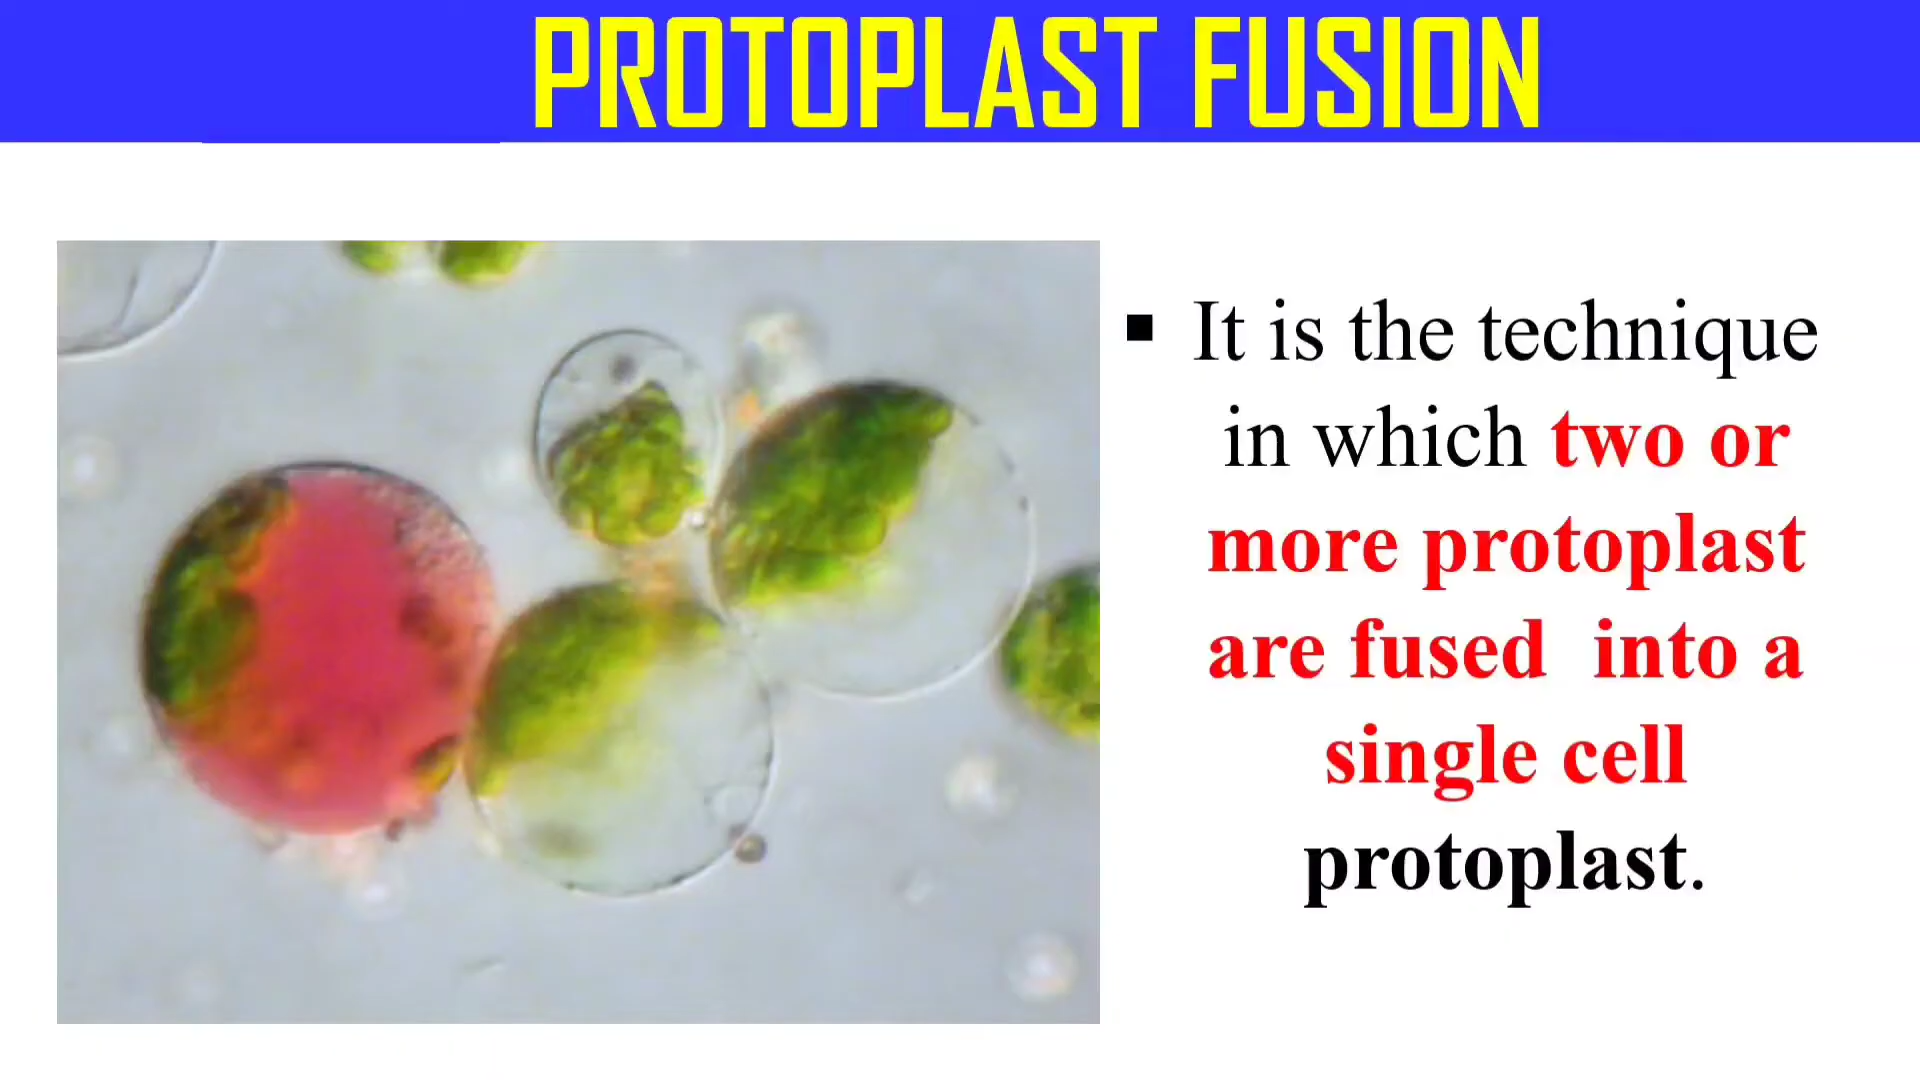 PROTOPLAST FUSION
▪ It is the technique
in which two or
more protoplast
are fused  into a
single cell
protoplast.